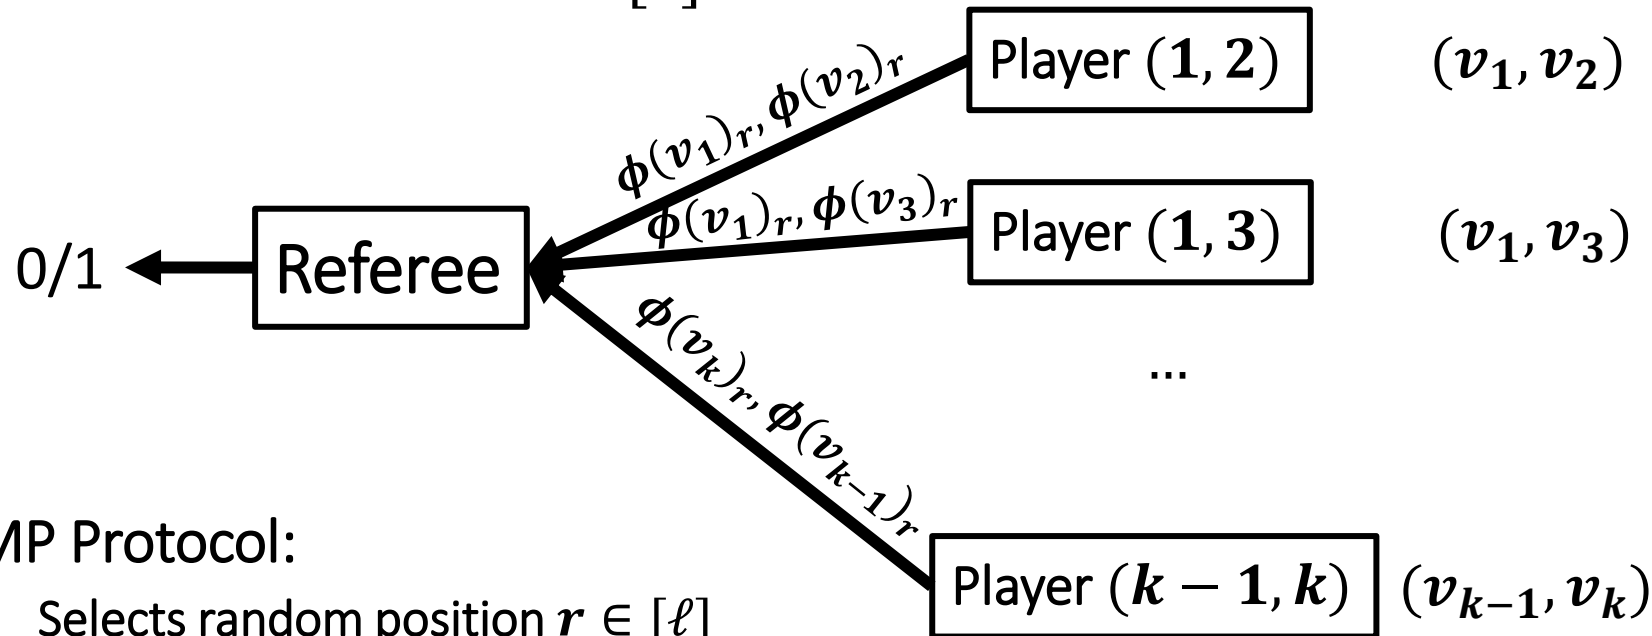 [ ]
Player (1, 2)
(v₁, v₂)
ϕ(v₁)ᵣ, ϕ(v₂)ᵣ
Player (1, 3)
(v₁, v₃)
ϕ(v₁)ᵣ, ϕ(v₃)ᵣ
0/1
Referee
...
ϕ(vₖ)ᵣ, ϕ(vₖ₋₁)ᵣ
Player (k − 1, k)
(vₖ₋₁, vₖ)
MP Protocol:
Selects random position r ∈ [ℓ]